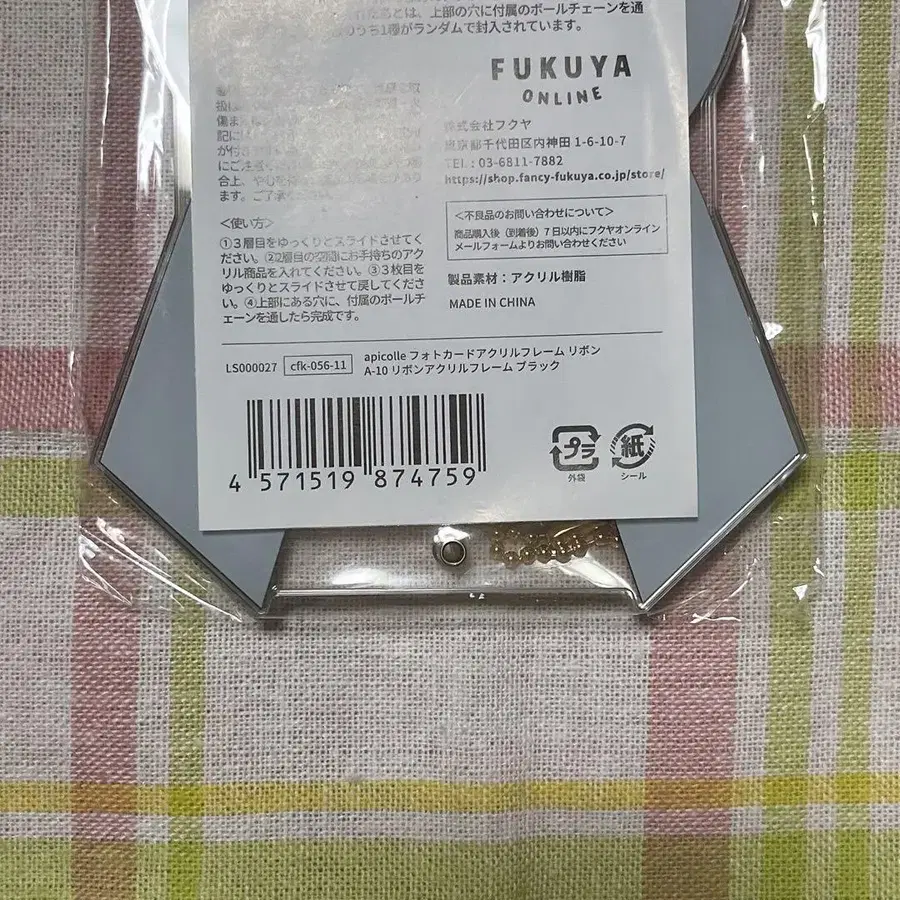 上部の穴に付属のボールチェーンを通
うち1種がランダムで封入されています。
FUKUYA
ONLINE
株式会社フクヤ
東京都千代田区内神田 1-6-10-7
TEL：03-6811-7882
https://shop.fancy-fukuya.co.jp/store/
＜不良品のお問い合わせについて＞
商品購入後（到着後）7日以内にフクヤオンライン
メールフォームよりお問い合わせください
製品素材：アクリル樹脂
MADE IN CHINA
＜使い方＞
①3層目をゆっくりとスライドさせてく
ださい。②2層目の空間にお手持ちのアク
リル商品を入れてください。③3枚目を
ゆっくりとスライドさせて戻してくださ
い。④上部にある穴に、付属のボールチ
ェーンを通したら完成です。
LS000027 cfk-056-11 apicolle フォトカードアクリルフレーム リボン
A-10 リボンアクリルフレーム ブラック
4 571519 874759
プラ
外袋
紙
シール